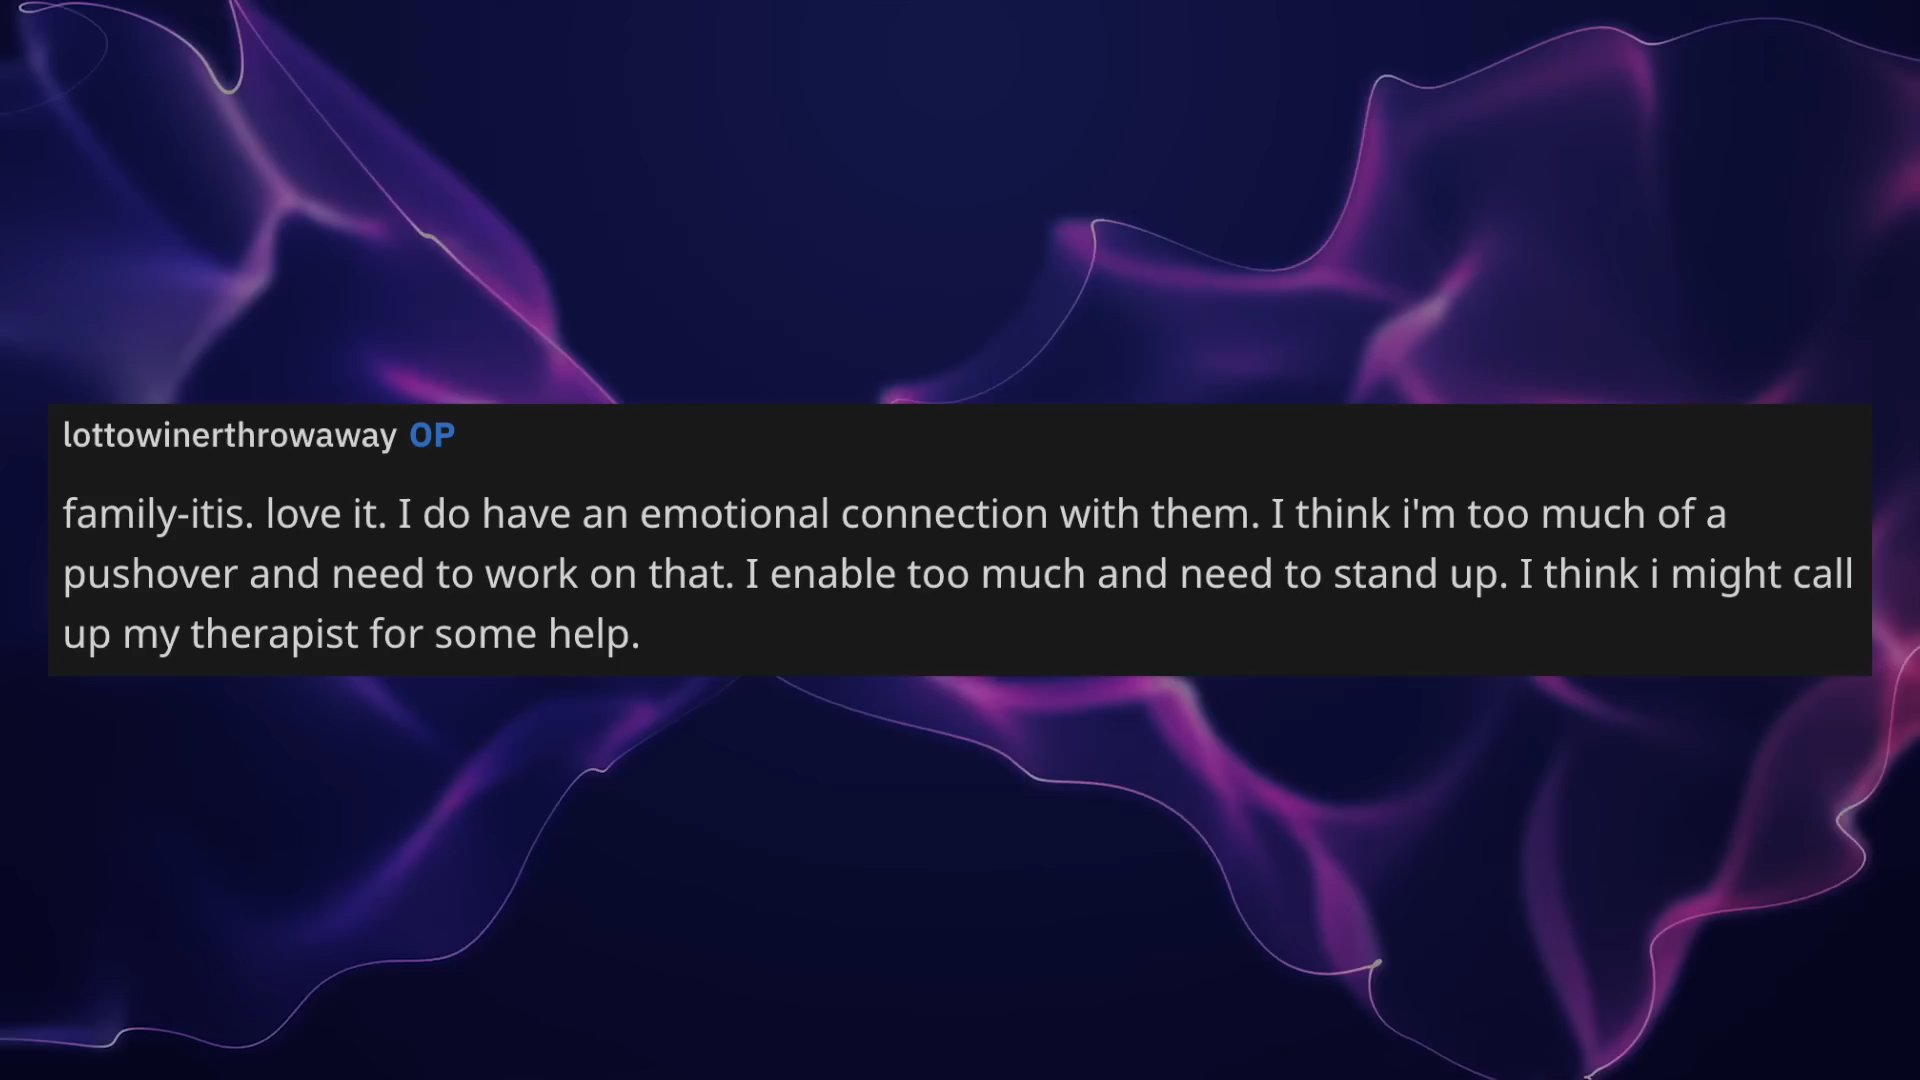 lottowinerthrowaway OP
family-itis. love it. I do have an emotional connection with them. I think i'm too much of a
pushover and need to work on that. I enable too much and need to stand up. I think i might call
up my therapist for some help.